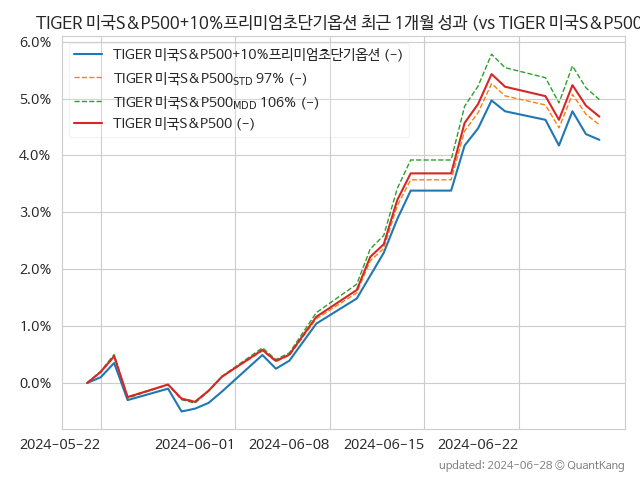 TIGER 미국S&P500+10%프리미엄초단기옵션 최근 1개월 성과 (vs TIGER 미국S&P500
6.0%
TIGER 미국S&P500+10%프리미엄초단기옵션 (-)
TIGER 미국S&P500STD 97% (-)
5.0%
TIGER 미국S&P500MDD 106% (-)
TIGER 미국S&P500 (-)
4.0%
3.0%
2.0%
1.0%
0.0%
2024-05-22 2024-06-01 2024-06-08 2024-06-15 2024-06-22
updated: 2024-06-28 © QuantKang